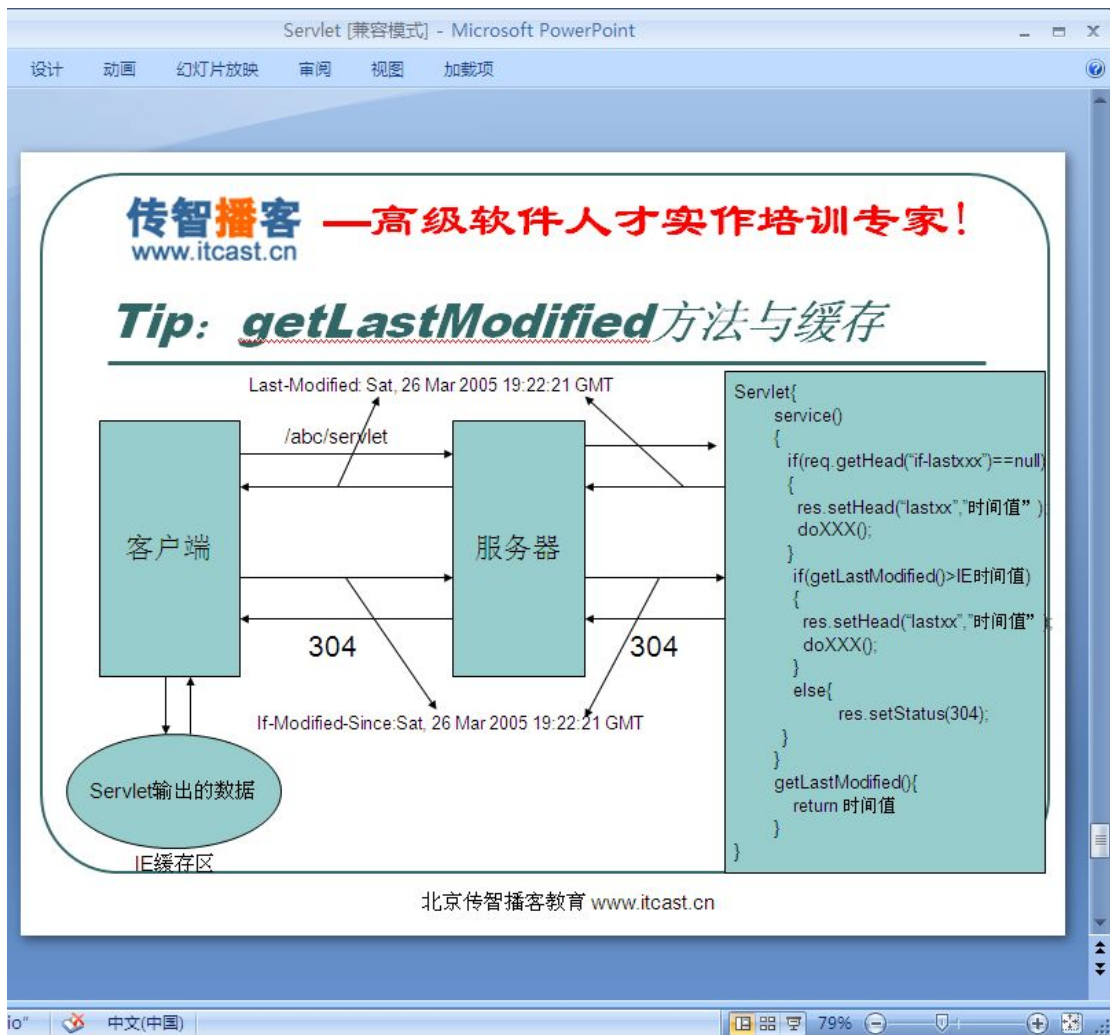 Servlet [兼容模式] - Microsoft PowerPoint
设计 动画 幻灯片放映 审阅 视图 加载项
传智播客 —高级软件人才实作培训专家!
www.itcast.cn
Tip: getLastModified方法与缓存
Last-Modified: Sat, 26 Mar 2005 19:22:21 GMT
/abc/servlet
客户端
服务器
304
304
If-Modified-Since:Sat, 26 Mar 2005 19:22:21 GMT
Servlet输出的数据
IE缓存区
Servlet{
service()
{
if(req.getHead("if-lastxxx")==null)
{
res.setHead("lastxx","时间值" );
doXXX();
}
if(getLastModified()>IE时间值)
{
res.setHead("lastxx","时间值" );
doXXX();
}
else{
res.setStatus(304);
}
}
getLastModified(){
return 时间值
}
}
北京传智播客教育 www.itcast.cn
io" 中文(中国) 79%